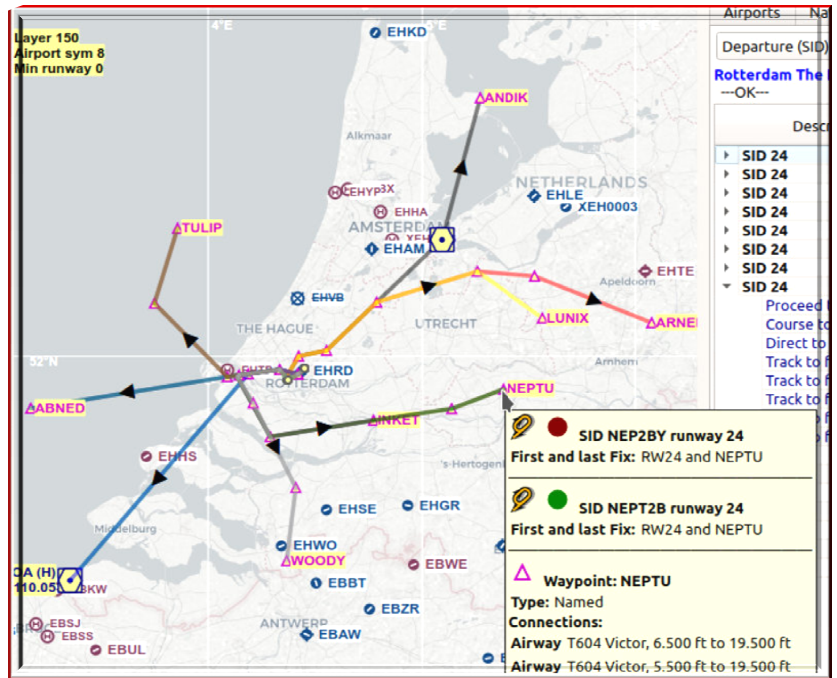 Airports
Layer 150
Airport sym 8
Min runway 0
4°E
EHKD
Departure (SID)
Rotterdam The
---OK---
SID 24
SID 24
SID 24
SID 24
SID 24
SID 24
SID 24
SID 24
Proceed
Course to
Direct to
Track to f
Track to f
Track to f
ANDIK
Alkmaar
NETHERLANDS
EHLE
XEH0003
EHHA
AMSTERDAM
EHAM
TULIP
EHTE
Apeldoorn
EHVB
THE HAGUE
UTRECHT
LUNIX
ARNE
52°N
EHRD
ROTTERDAM
Arnhem
ABNED
NEPTU
INKET
EHHS
's-Hertogen
Middelburg
EHSE
EHGR
EHWO
WOODY
EBWE
110.05
BKW
EBBT
EBZR
ANTWERP
EBAW
EBSJ
EBSS
EBUL
SID NEP2BY runway 24
First and last Fix: RW24 and NEPTU
SID NEPT2B runway 24
First and last Fix: RW24 and NEPTU
Waypoint: NEPTU
Type: Named
Connections:
Airway T604 Victor, 6.500 ft to 19.500 ft
Airway T604 Victor, 5.500 ft to 19.500 ft